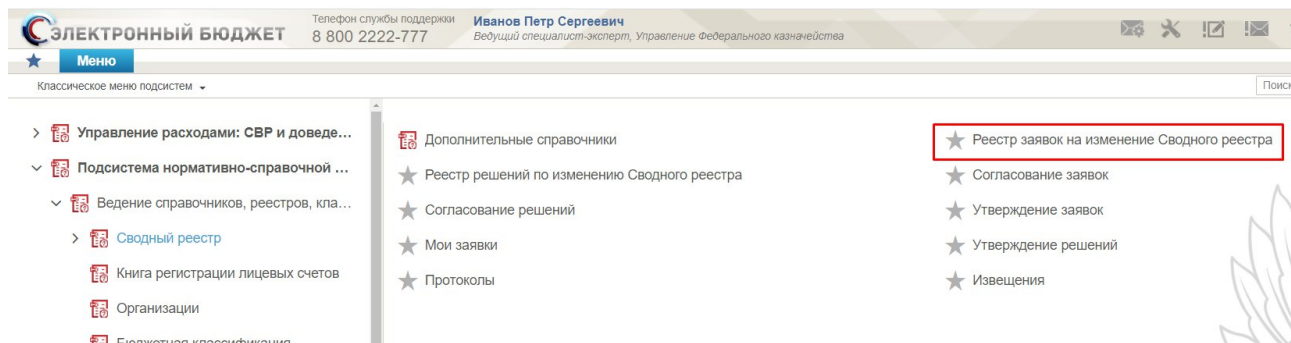 Телефон службы поддержки
Иванов Петр Сергеевич
ЭЛЕКТРОННЫЙ БЮДЖЕТ
8 800 2222-777
Ведущий специалист-эксперт, Управление Федерального казначейства
Меню
Классическое меню подсистем
Поиск
Управление расходами: СВР и доведе...
Подсистема нормативно-справочной ...
Ведение справочников, реестров, кла...
Сводный реестр
Книга регистрации лицевых счетов
Организации
Бюджетная классификация
Дополнительные справочники
Реестр решений по изменению Сводного реестра
Согласование решений
Мои заявки
Протоколы
Реестр заявок на изменение Сводного реестра
Согласование заявок
Утверждение заявок
Утверждение решений
Извещения